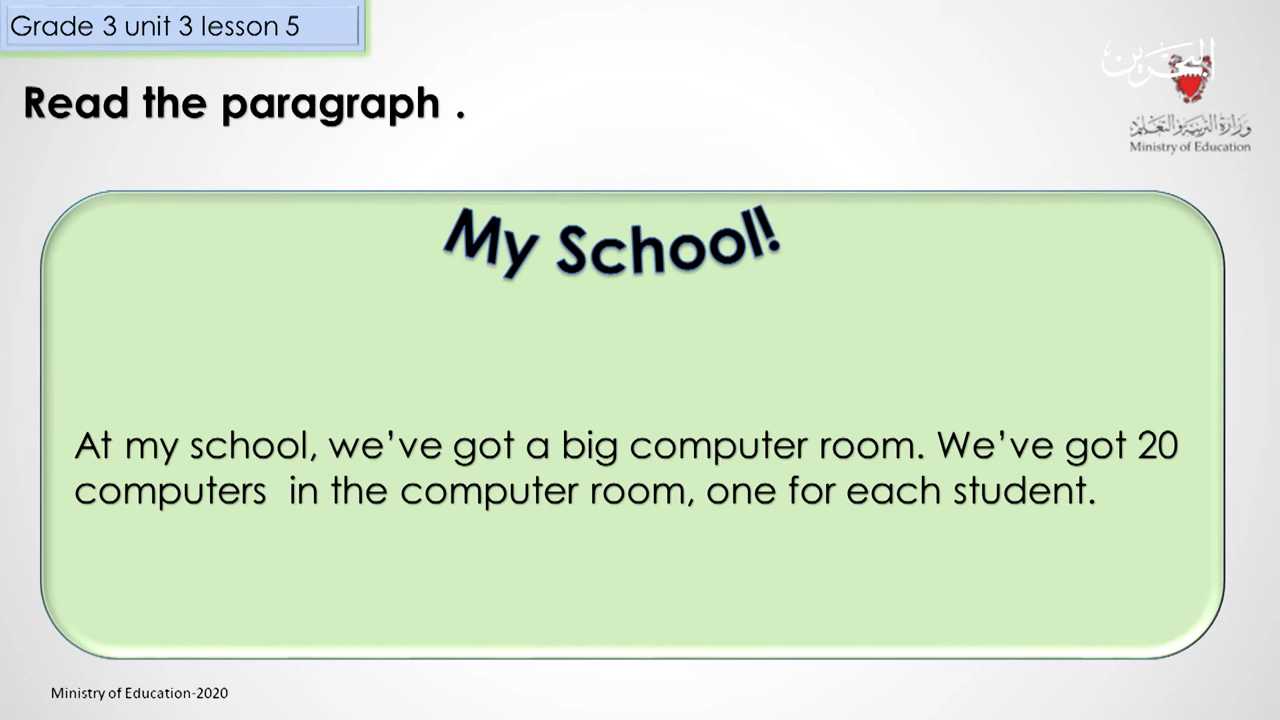 Grade 3 unit 3 lesson 5
البحرين
Read the paragraph .
وزارة التربية والتعليم
Ministry of Education
My School!
At my school, we’ve got a big computer room. We’ve got 20
computers  in the computer room, one for each student.
Ministry of Education-2020